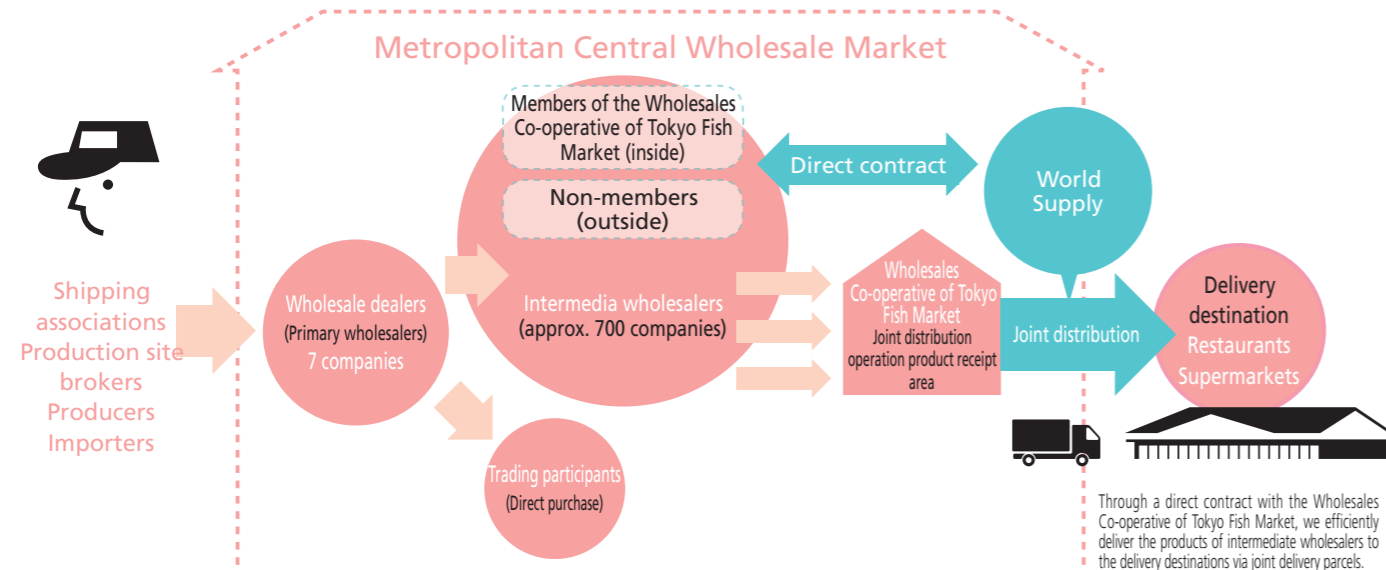 Metropolitan Central Wholesale Market
Members of the Wholesales
Co-operative of Tokyo Fish
Market (inside)
Non-members
(outside)
Direct contract
World
Supply
Shipping
associations
Production site
brokers
Producers
Importers
Wholesale dealers
(Primary wholesalers)
7 companies
Intermedia wholesalers
(approx. 700 companies)
Wholesales
Co-operative of Tokyo
Fish Market
Joint distribution
operation product receipt
area
Joint distribution
Delivery
destination
Restaurants
Supermarkets
Trading participants
(Direct purchase)
Through a direct contract with the Wholesales
Co-operative of Tokyo Fish Market, we efficiently
deliver the products of intermediate wholesalers to
the delivery destinations via joint delivery parcels.